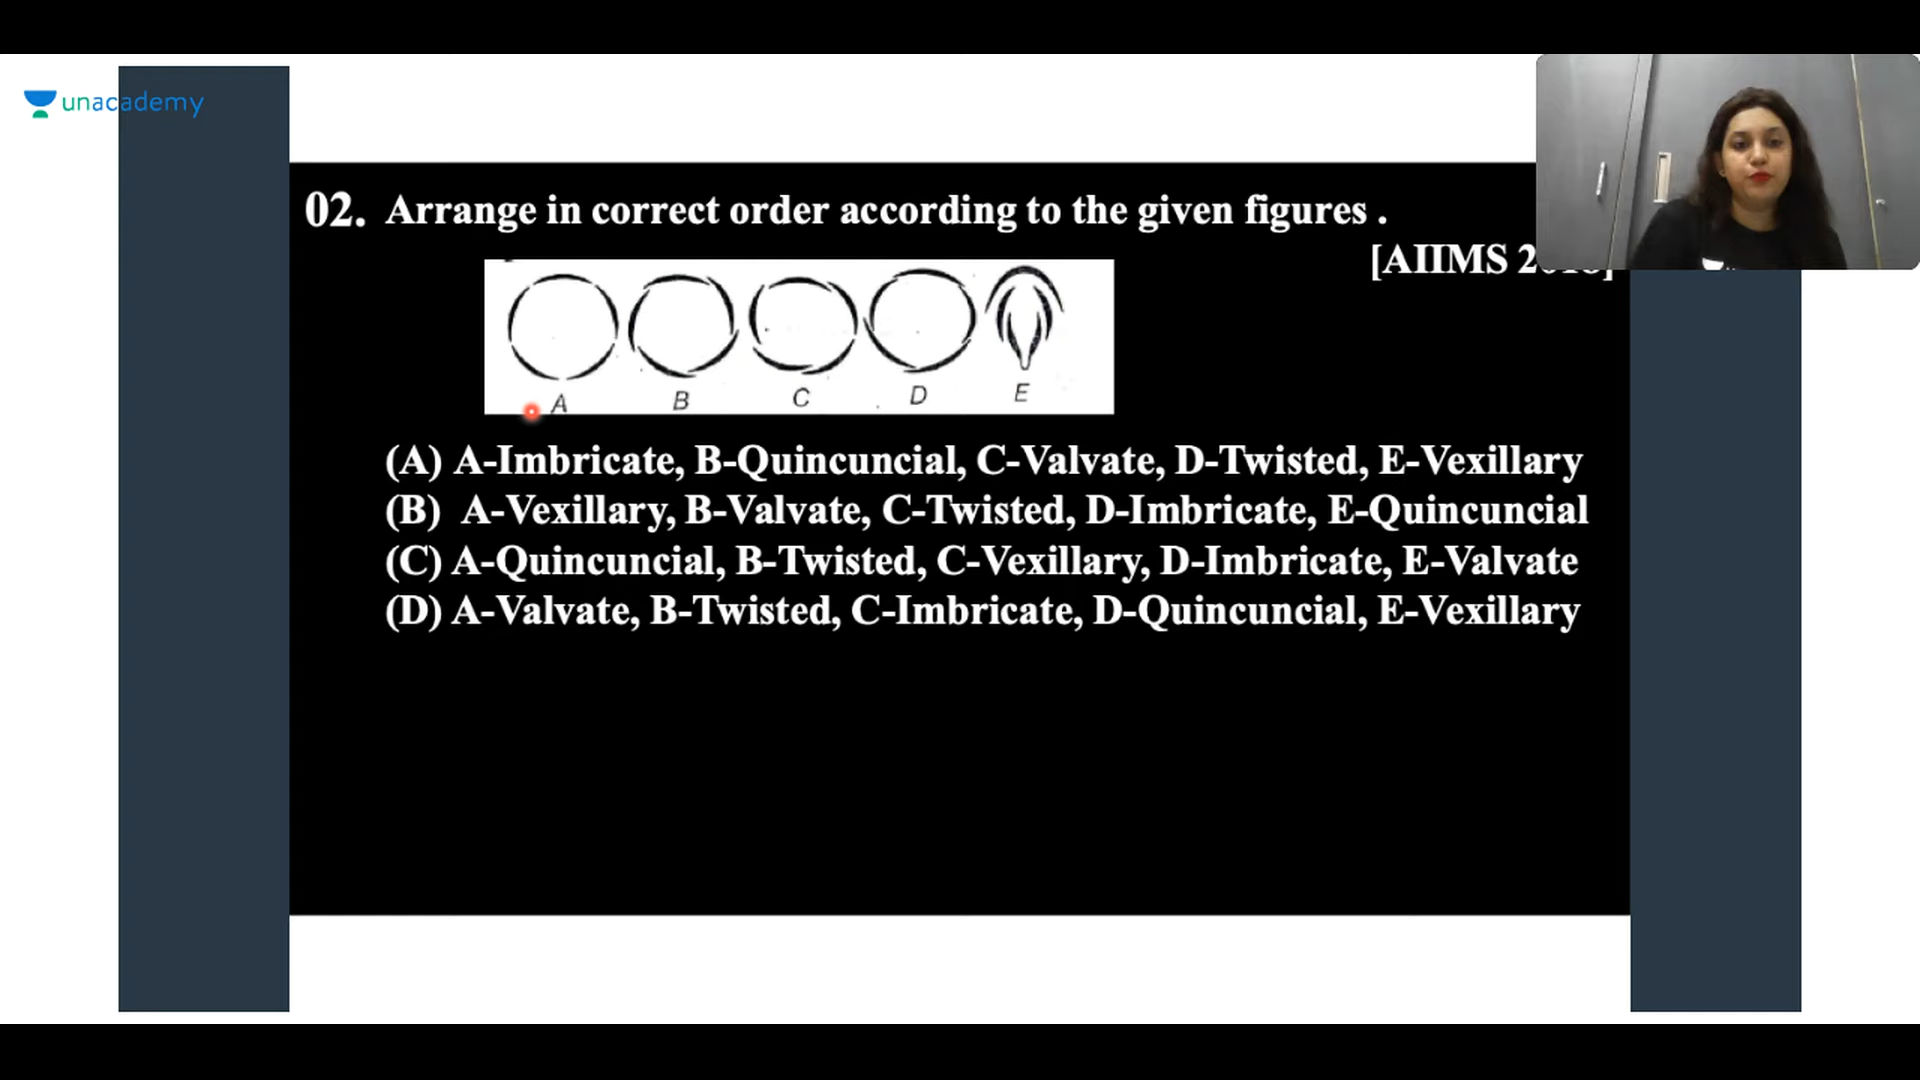 unacademy
02. Arrange in correct order according to the given figures .
[AIIMS
A B C D E
(A) A-Imbricate, B-Quincuncial, C-Valvate, D-Twisted, E-Vexillary
(B) A-Vexillary, B-Valvate, C-Twisted, D-Imbricate, E-Quincuncial
(C) A-Quincuncial, B-Twisted, C-Vexillary, D-Imbricate, E-Valvate
(D) A-Valvate, B-Twisted, C-Imbricate, D-Quincuncial, E-Vexillary